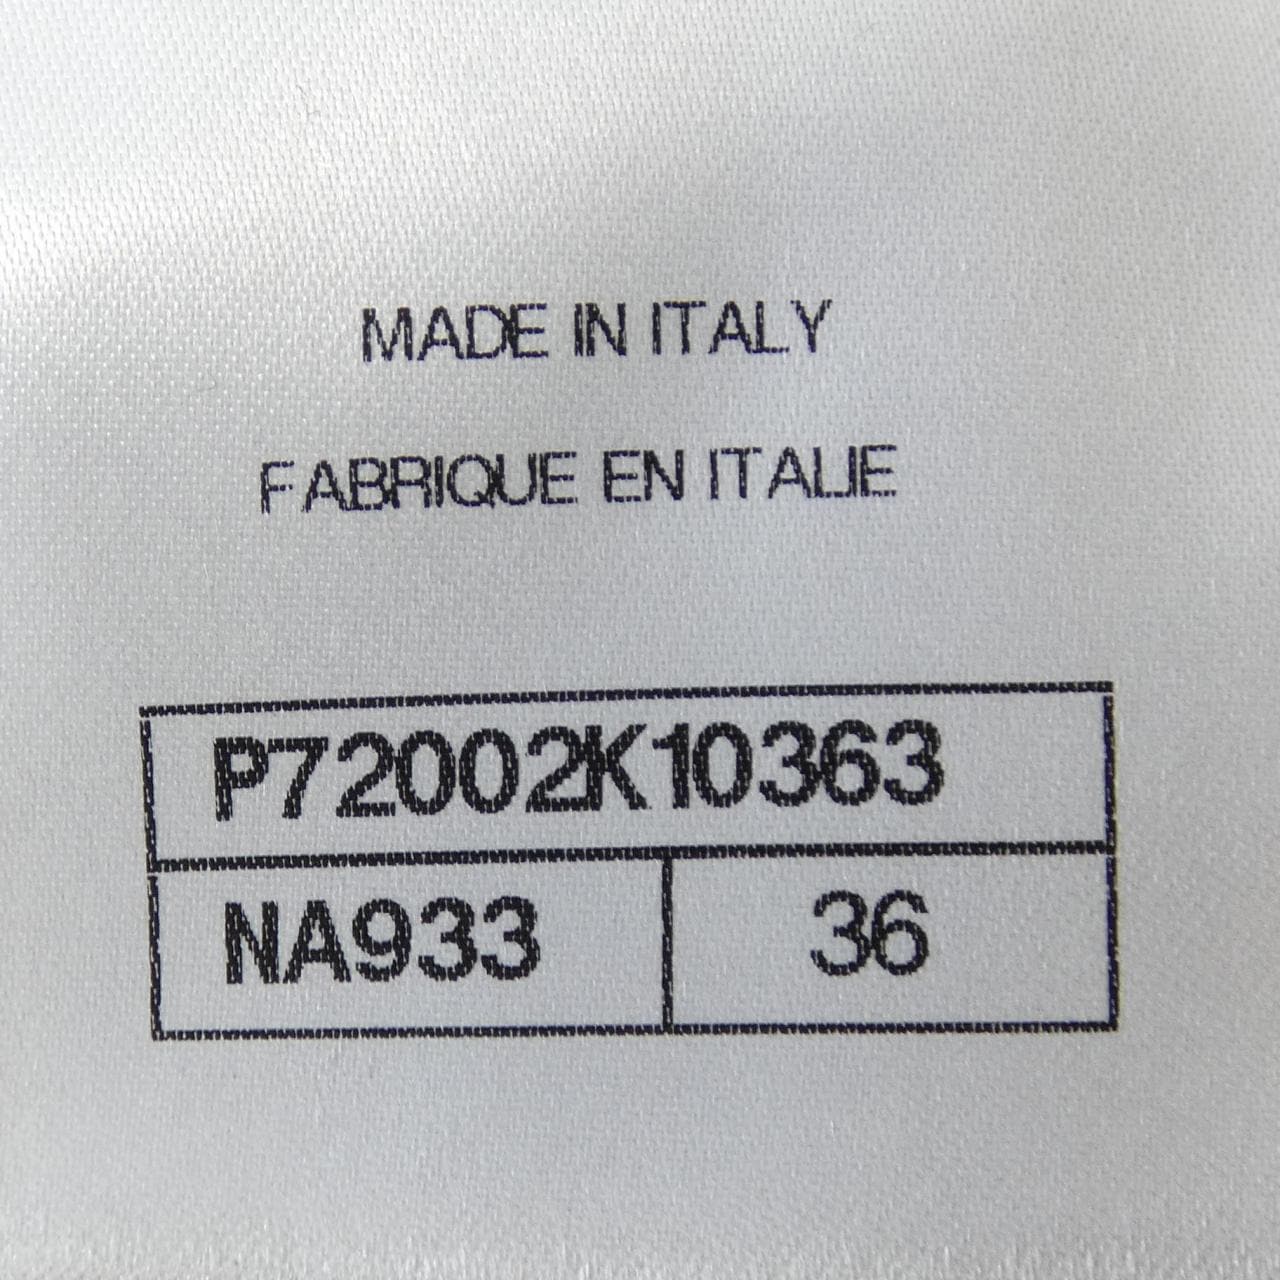 MADE IN ITALY
FABRIQUE EN ITALIE
P72002K10363
NA933 36